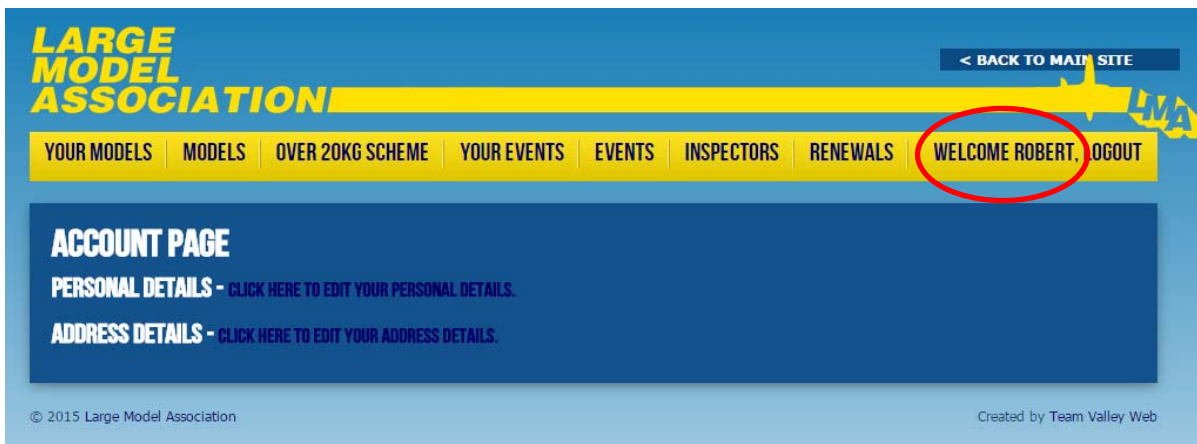 LARGE
MODEL
ASSOCIATION
< BACK TO MAIN SITE
LMA
YOUR MODELS MODELS OVER 20KG SCHEME YOUR EVENTS EVENTS INSPECTORS RENEWALS WELCOME ROBERT, LOGOUT
ACCOUNT PAGE
PERSONAL DETAILS - CLICK HERE TO EDIT YOUR PERSONAL DETAILS.
ADDRESS DETAILS - CLICK HERE TO EDIT YOUR ADDRESS DETAILS.
© 2015 Large Model Association Created by Team Valley Web